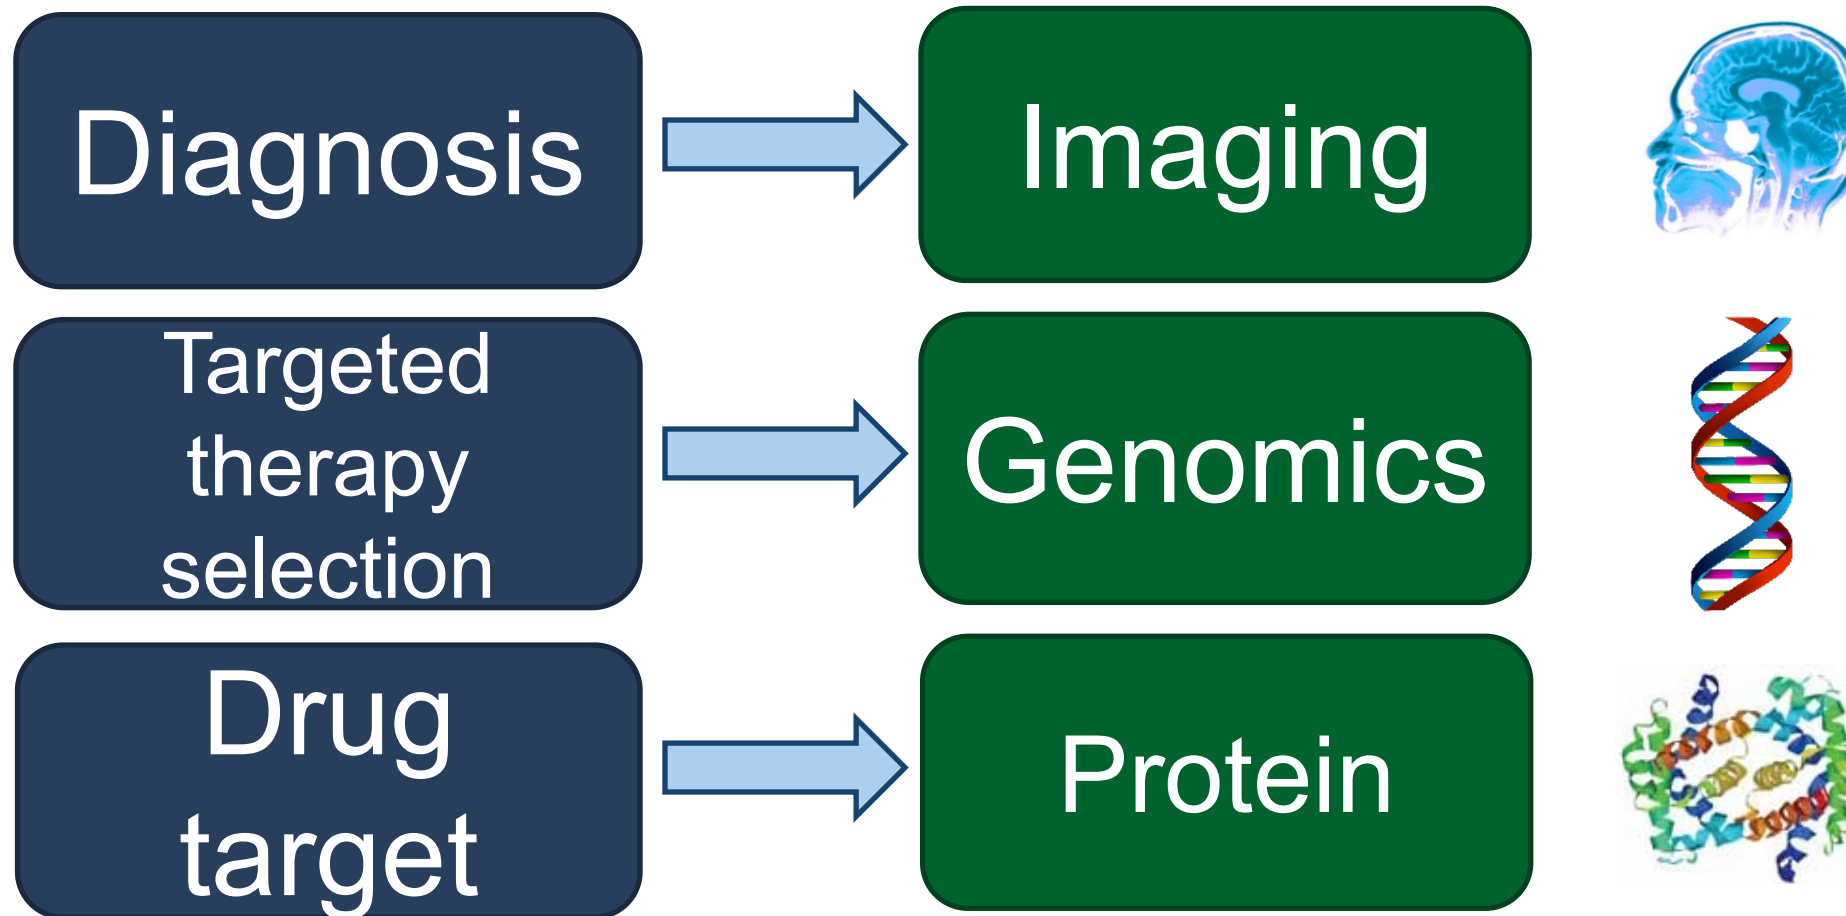 Diagnosis
Imaging
Targeted
therapy
selection
Genomics
Drug
target
Protein